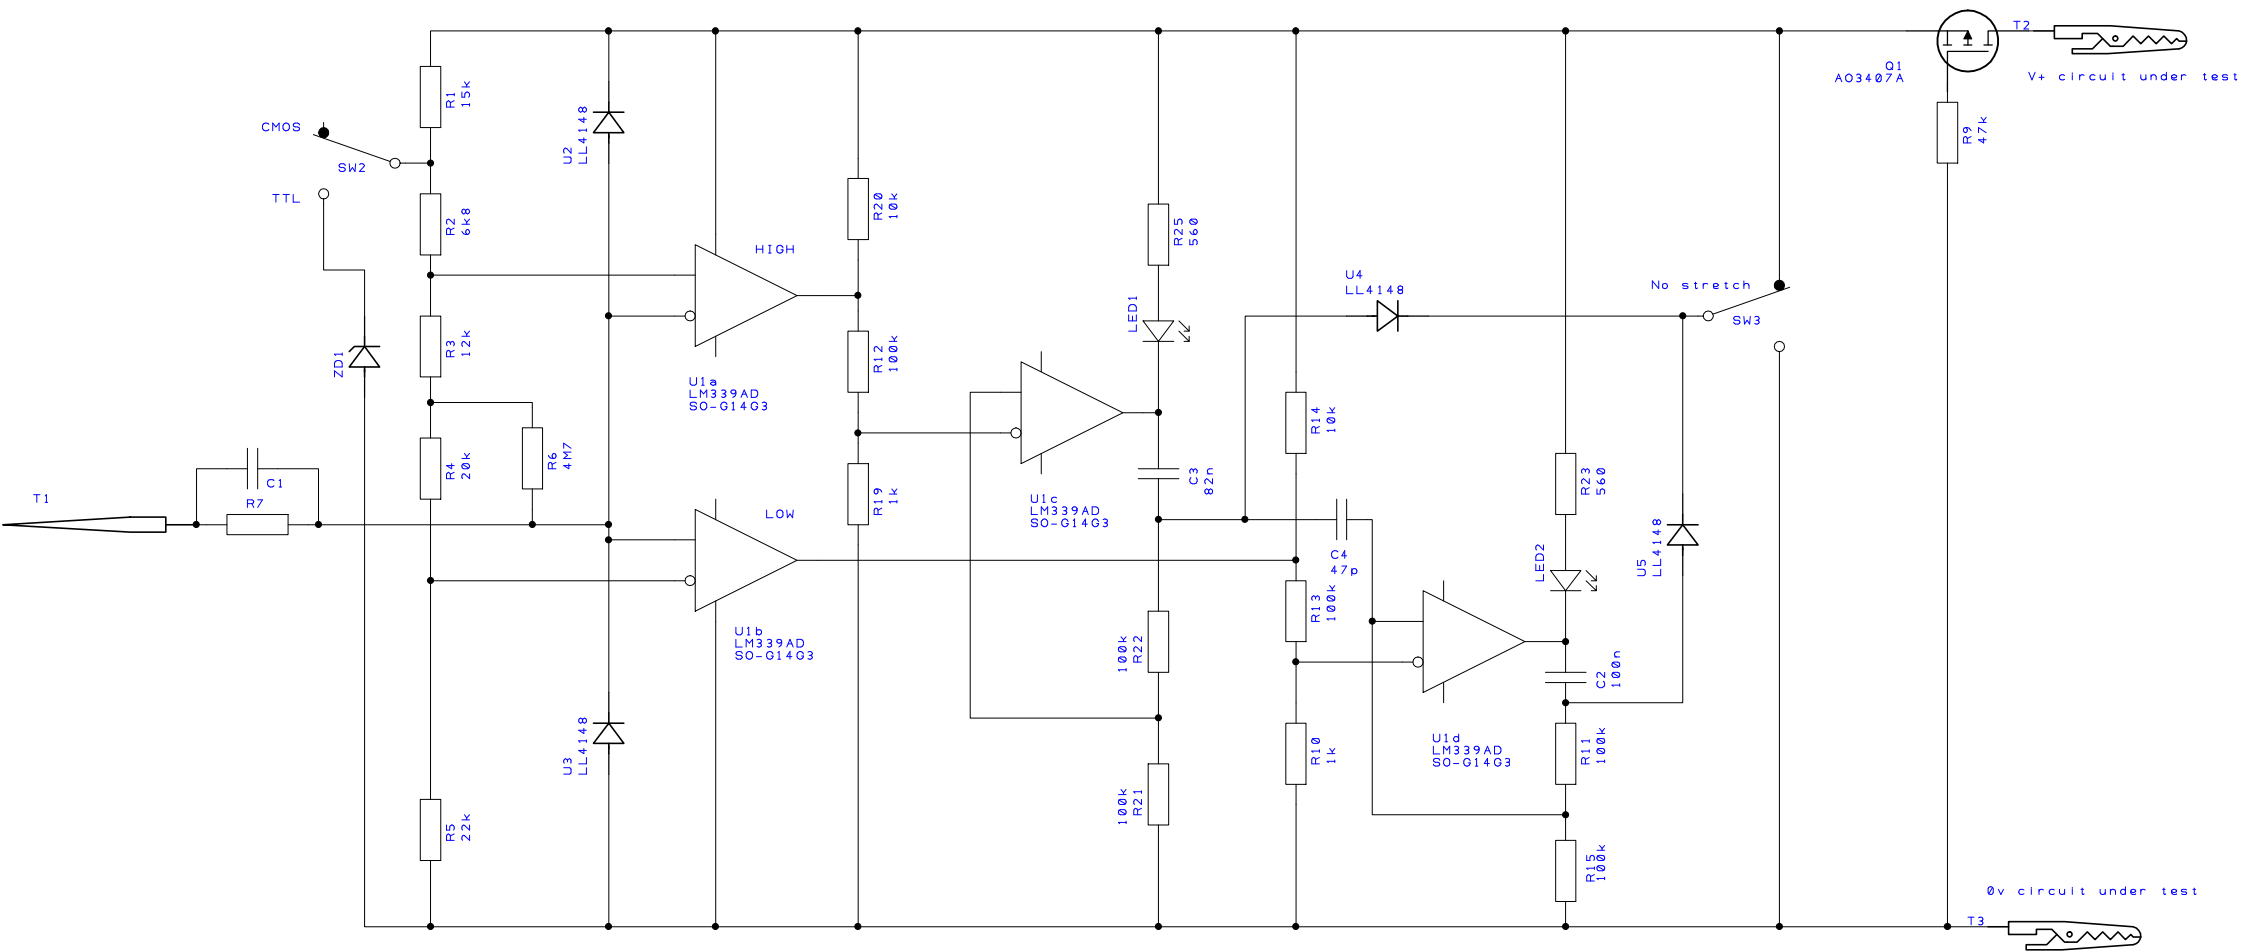 T2
V+ circuit under test
Q1
AO3407A
R9
47k
R1
15k
CMOS
SW2
TTL
U2
LL4148
R2
6k8
R20
10k
HIGH
R25
560
U4
LL4148
No stretch
SW3
LED1
ZD1
R3
12k
R12
100k
U1a
LM339AD
SO-G14G3
R14
10k
R6
4M7
R4
20k
C1
R7
T1
R19
1k
LOW
U1c
LM339AD
SO-G14G3
C3
82n
R23
560
C4
47p
LED2
U5
LL4148
R13
100k
U1b
LM339AD
SO-G14G3
100k
R22
C2
100n
U3
LL4148
R10
1k
U1d
LM339AD
SO-G14G3
R11
100k
100k
R21
R5
22k
R15
100k
0v circuit under test
T3